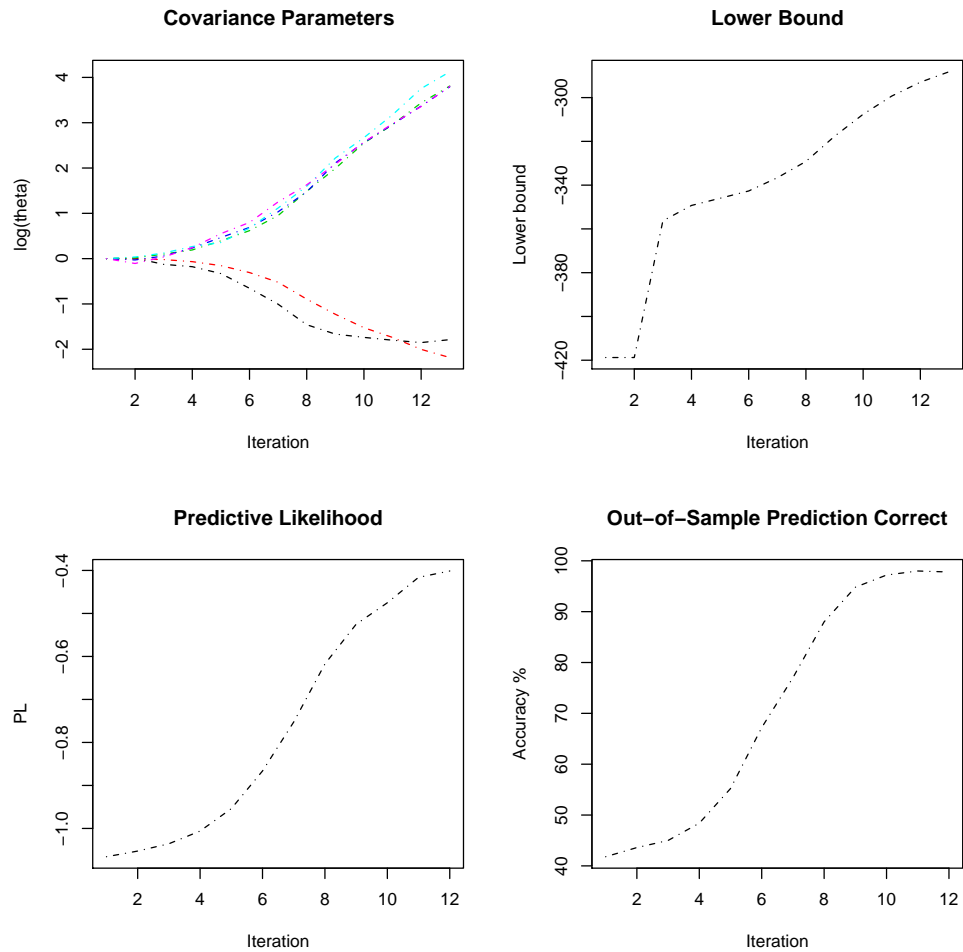 Covariance Parameters
log(theta)
4
3
2
1
0
−1
−2
2 4 6 8 10 12
Iteration
Lower Bound
Lower bound
−300
−340
−380
−420
2 4 6 8 10 12
Iteration
Predictive Likelihood
PL
−0.4
−0.6
−0.8
−1.0
2 4 6 8 10 12
Iteration
Out−of−Sample Prediction Correct
Accuracy %
100
90
80
70
60
50
40
2 4 6 8 10 12
Iteration